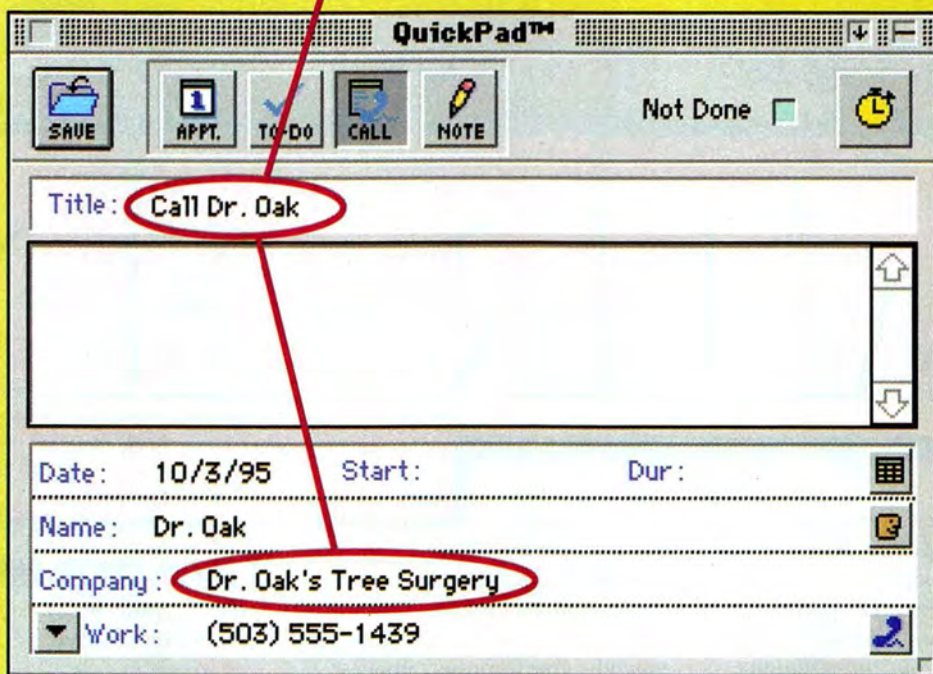 QuickPad™
SAVE
1
APPT.
TO-DO
CALL
NOTE
Not Done
Title: Call Dr. Oak
Date: 10/3/95 Start: Dur:
Name: Dr. Oak
Company: Dr. Oak's Tree Surgery
Work: (503) 555-1439